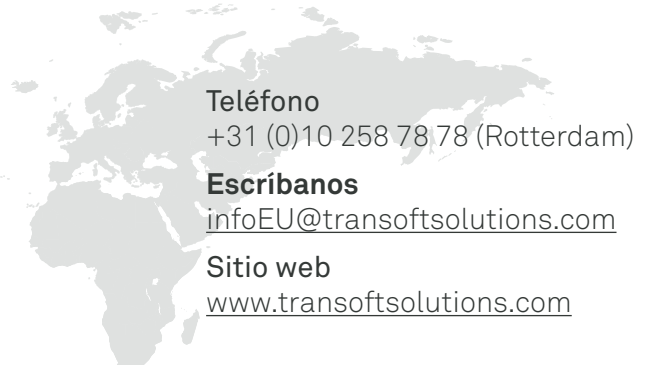 Teléfono
+31 (0)10 258 78 78 (Rotterdam)
Escríbanos
infoEU@transoftsolutions.com
Sitio web
www.transoftsolutions.com